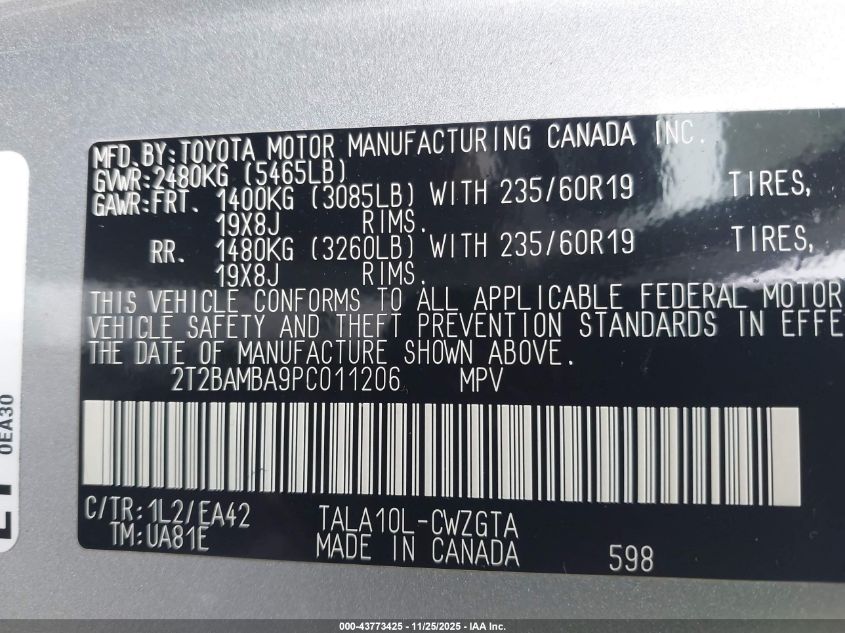 MFD.BY:TOYOTA MOTOR MANUFACTURING CANADA INC.
GVWR:2480KG (5465LB)
GAWR:FRT. 1400KG (3085LB) WITH 235/60R19 TIRES,
19X8J RIMS.
RR. 1480KG (3260LB) WITH 235/60R19 TIRES,
19X8J RIMS.
THIS VEHICLE CONFORMS TO ALL APPLICABLE FEDERAL MOTOR
VEHICLE SAFETY AND THEFT PREVENTION STANDARDS IN EFFE
THE DATE OF MANUFACTURE SHOWN ABOVE.
2T2BAMBA9PC011206 MPV
C/TR:1L2/EA42 TALA10L-CWZGTA
TM:UA81E MADE IN CANADA 598
0EA30
000-43773425 - 11/25/2025 - IAA Inc.